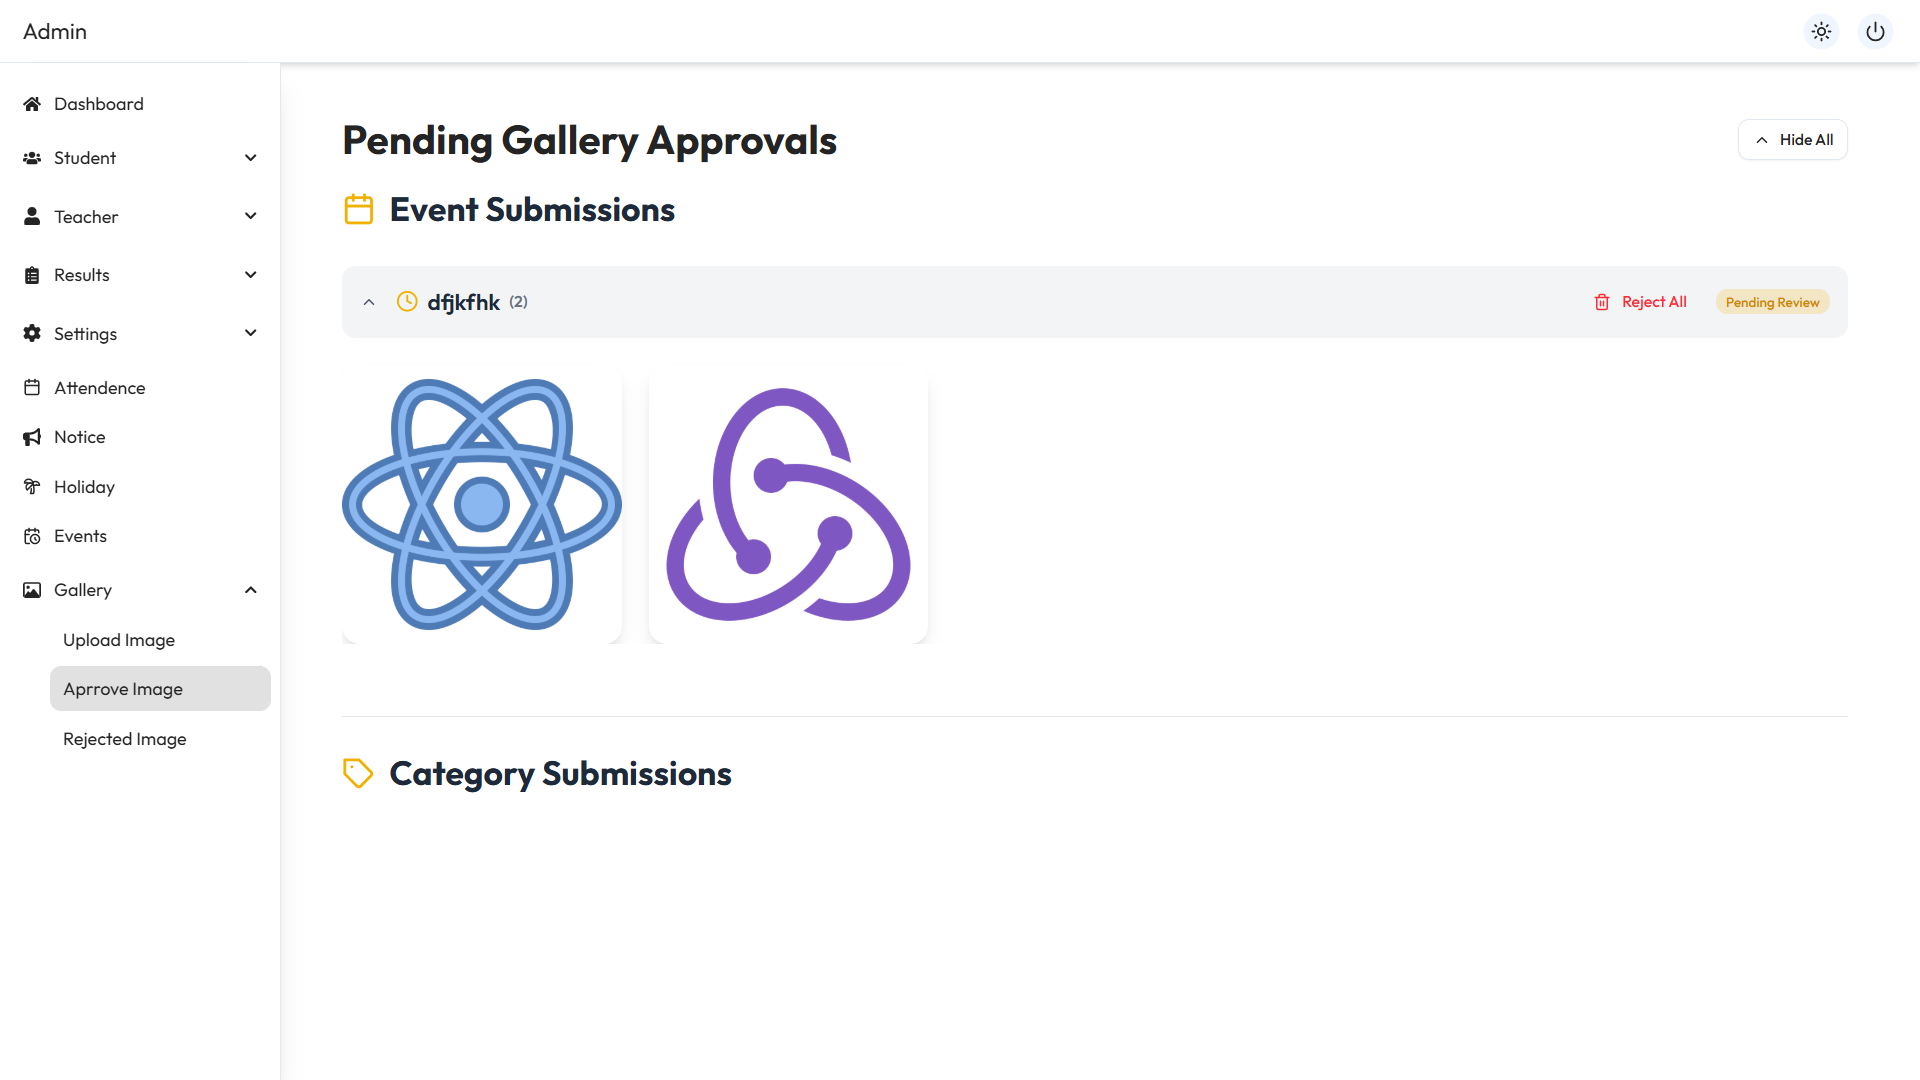 Admin
Dashboard
Student
Teacher
Results
Settings
Attendence
Notice
Holiday
Events
Gallery
Upload Image
Aprrove Image
Rejected Image
Pending Gallery Approvals
Hide All
Event Submissions
dfjkfhk (2)
Reject All
Pending Review
Category Submissions